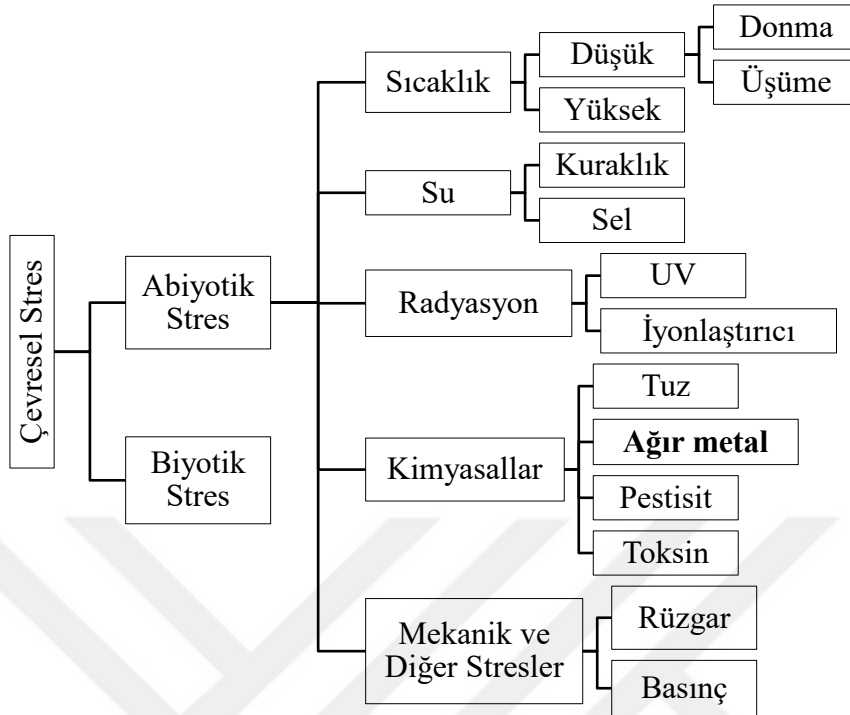 Çevresel Stres
Abiyotik
Stres
Biyotik
Stres
Sıcaklık
Düşük
Donma
Üşüme
Yüksek
Su
Kuraklık
Sel
Radyasyon
UV
İyonlaştırıcı
Kimyasallar
Tuz
Ağır metal
Pestisit
Toksin
Mekanik ve
Diğer Stresler
Rüzgar
Basınç